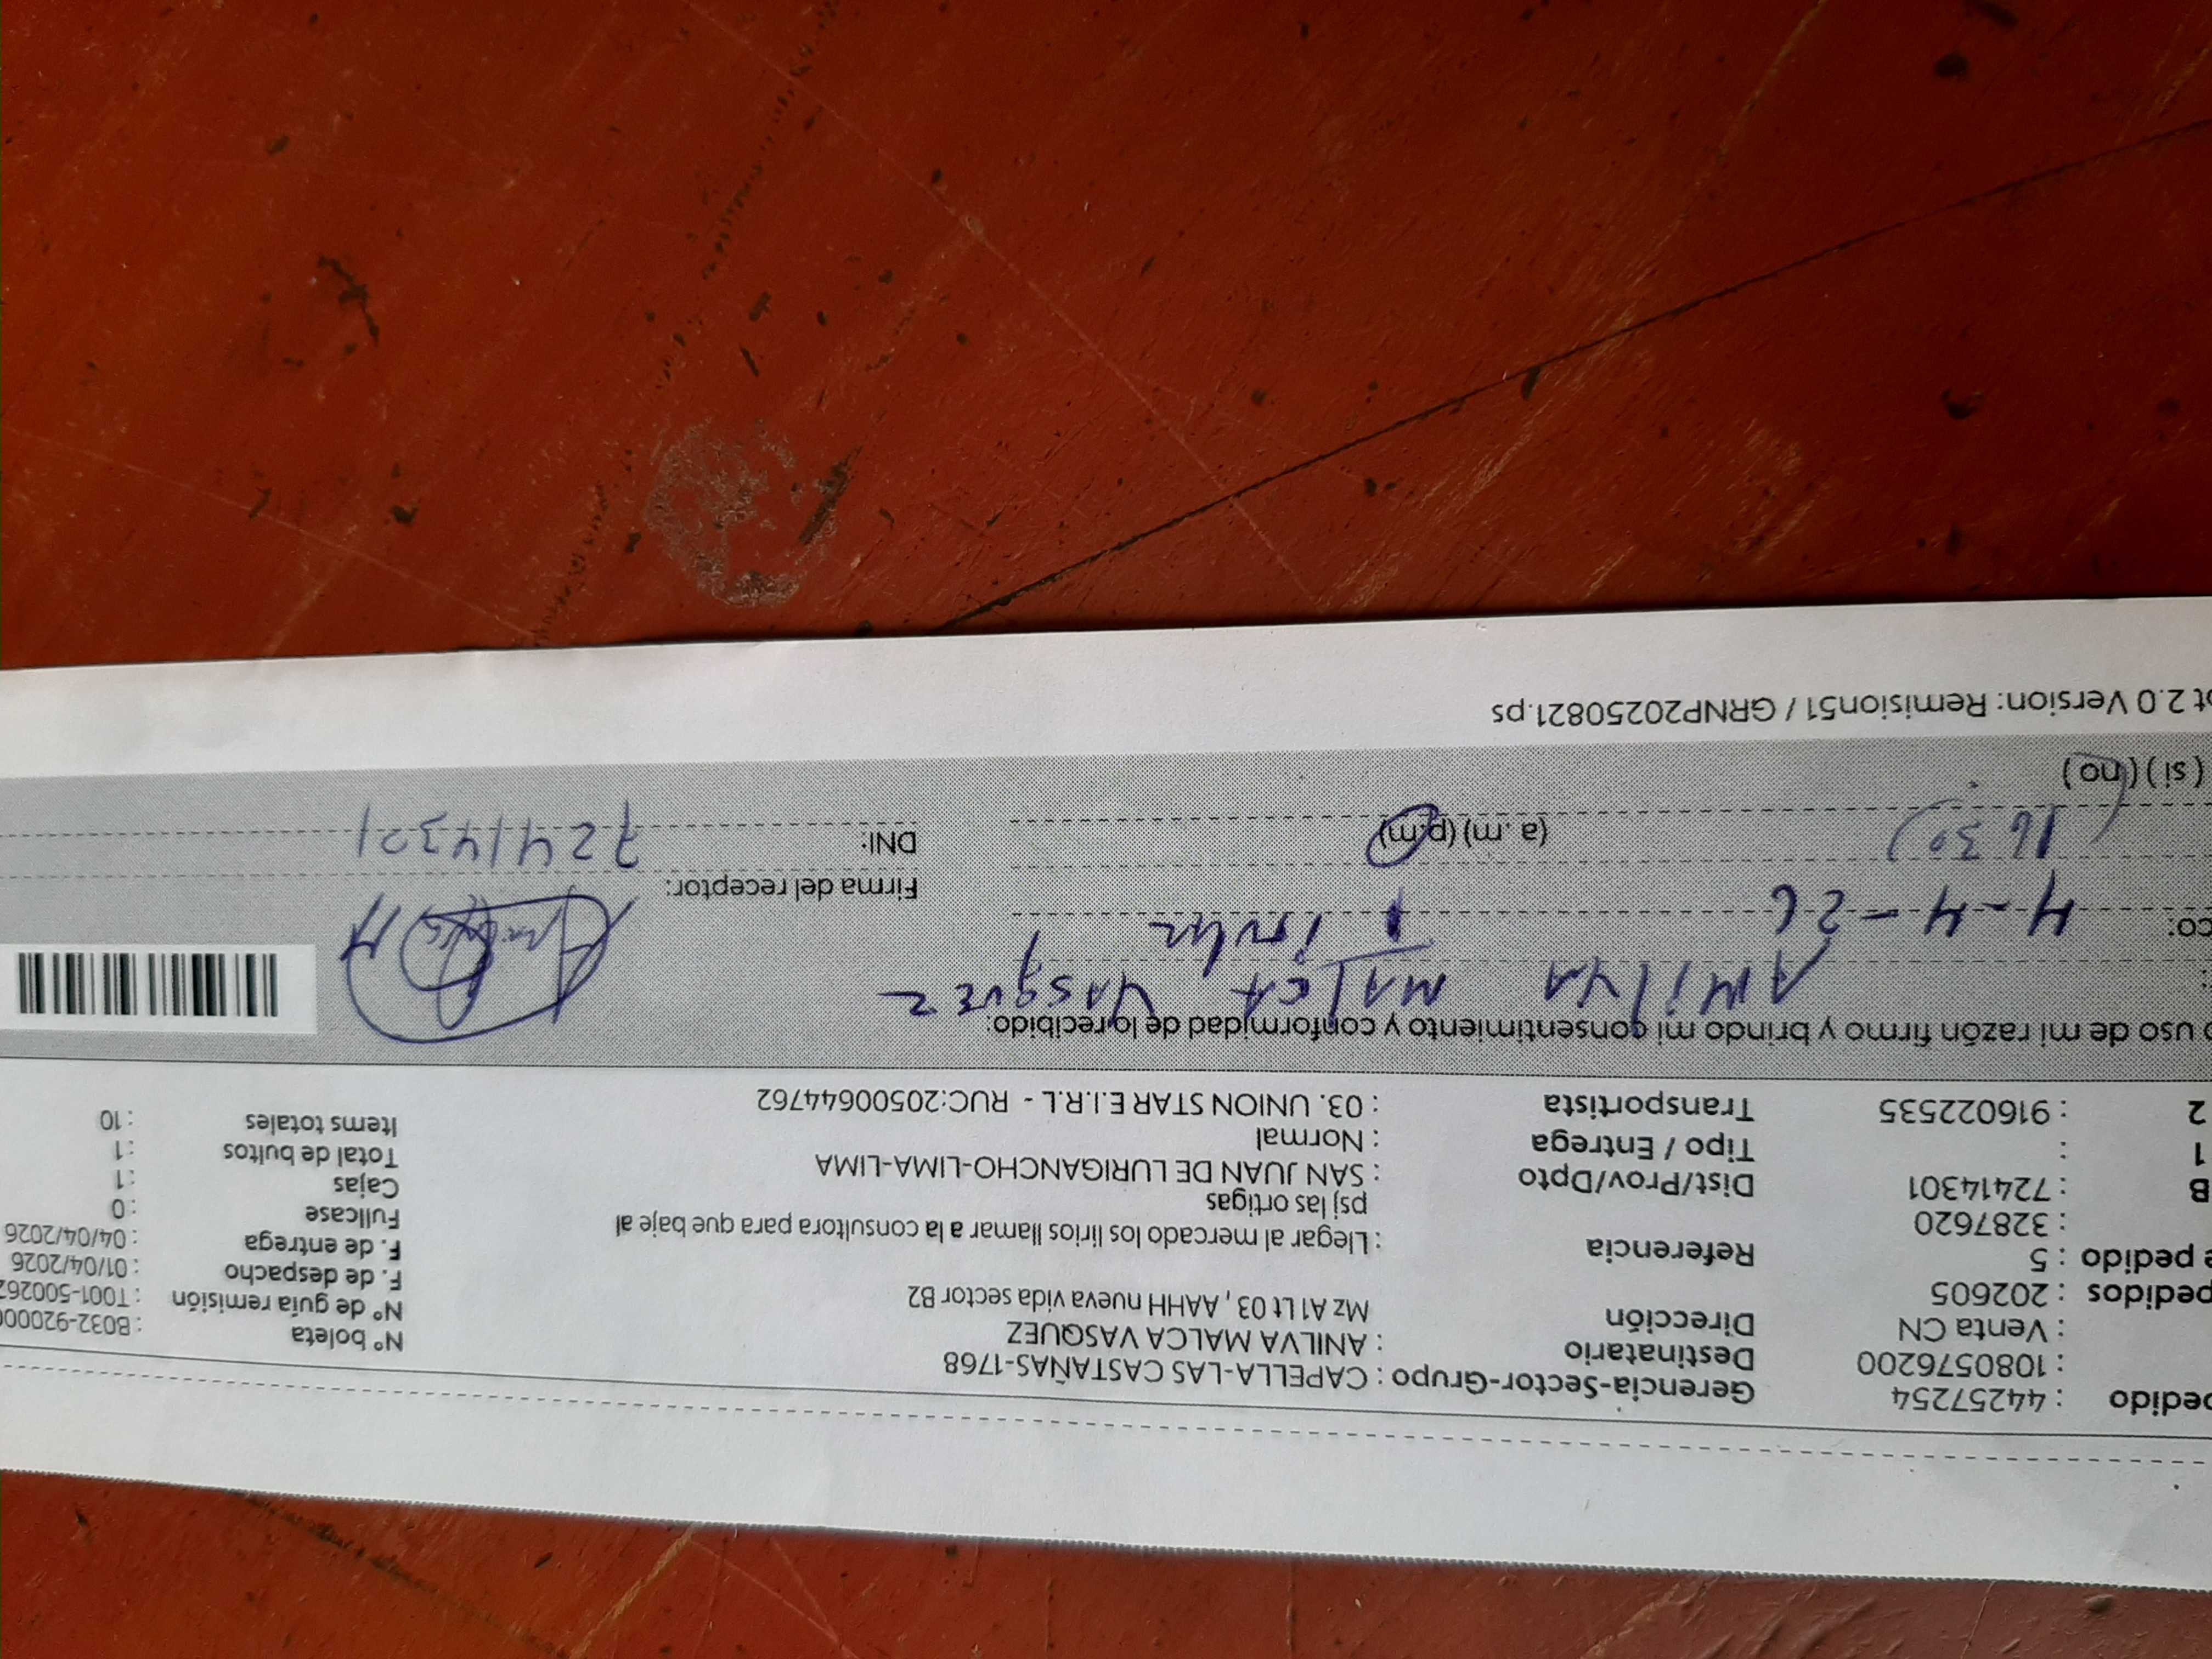 pedido : 44257254 Gerencia-Sector-Grupo : CAPELLA-LAS CASTAÑAS-1768
: 1080576200 Destinatario : ANILVA MALCA VASQUEZ Nº boleta
: Venta CN Dirección Mz A1 Lt 03 , AAHH nueva vida sector B2 Nº de guía remisión
pedidos : 202605 F. de despacho : 01/04/2026
pedido : 5 Referencia : Llegar al mercado los lirios llamar a la consultora para que baje al F. de entrega : 04/04/2026
: 3287620 psj las ortigas Fullcase : 0
B : 72414301 Dist/Prov/Dpto : SAN JUAN DE LURIGANCHO-LIMA-LIMA Cajas : 1
1 : Tipo / Entrega : Normal Total de bultos : 1
2 : 916022535 Transportista : 03. UNION STAR E.I.R.L - RUC:20500644762 Items totales : 10
uso de mi razón firmo y brindo mi consentimiento y conformidad de lo recibido:
MALCA VASQUEZ
4-4-26 Titular Firma del receptor:
16 30 (a.m) (p.m) DNI: 72414301
(si) (no)
2.0 Version: Remision51 / GRNP20250821.ps